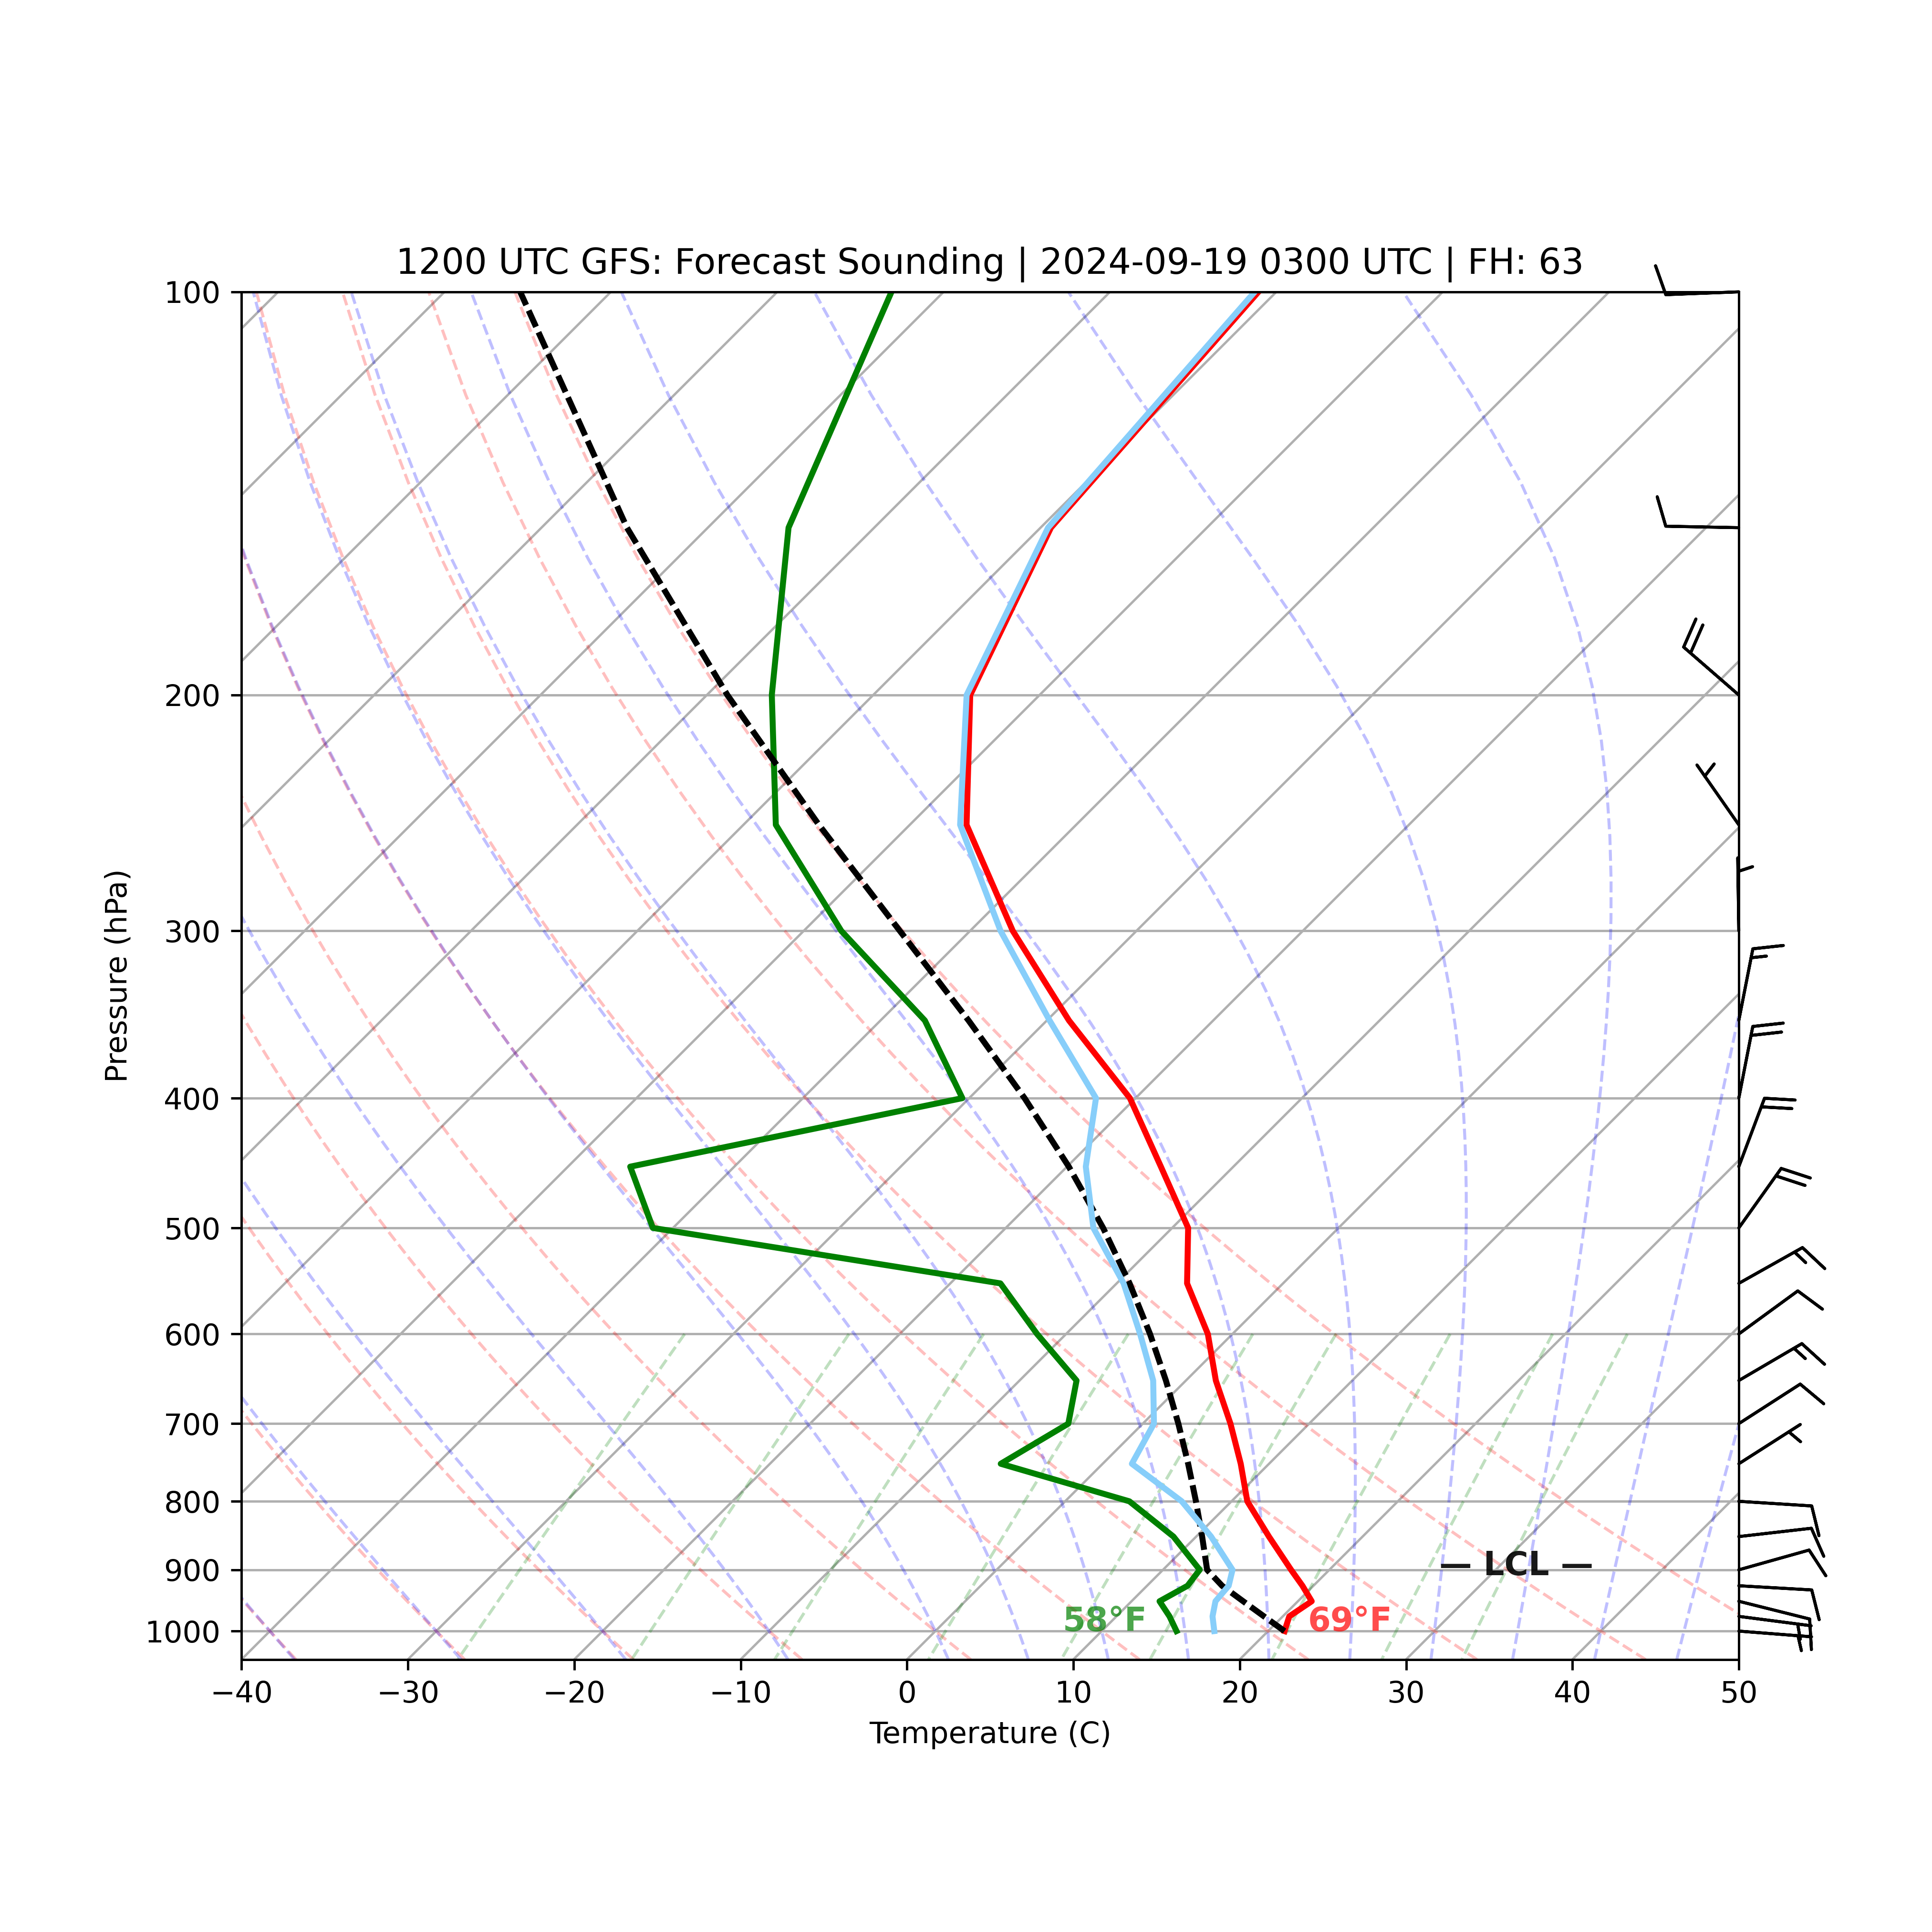 1200 UTC GFS: Forecast Sounding | 2024-09-19 0300 UTC | FH: 63
100
200
300
400
500
600
700
800
900
1000
Pressure (hPa)
— LCL —
58°F
69°F
−40 −30 −20 −10 0 10 20 30 40 50
Temperature (C)